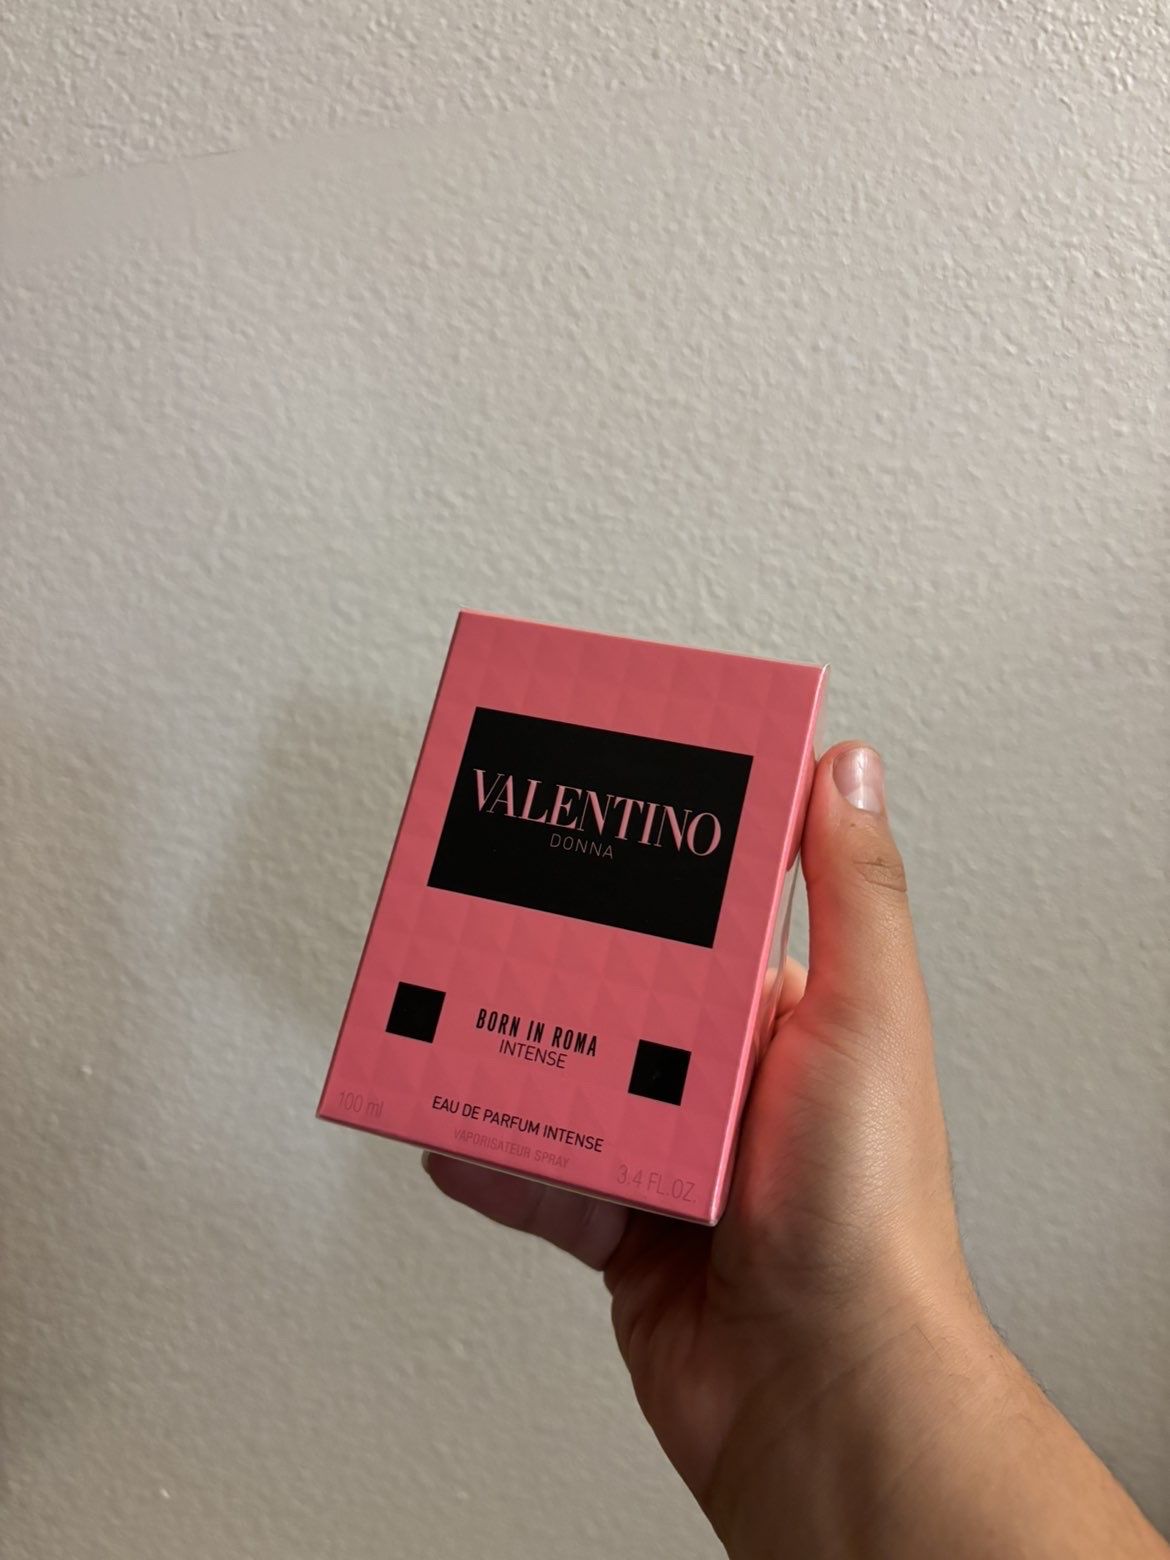 VALENTINO
DONNA
BORN IN ROMA
INTENSE
100 ml
EAU DE PARFUM INTENSE
VAPORISATEUR SPRAY
3.4 FL.OZ.